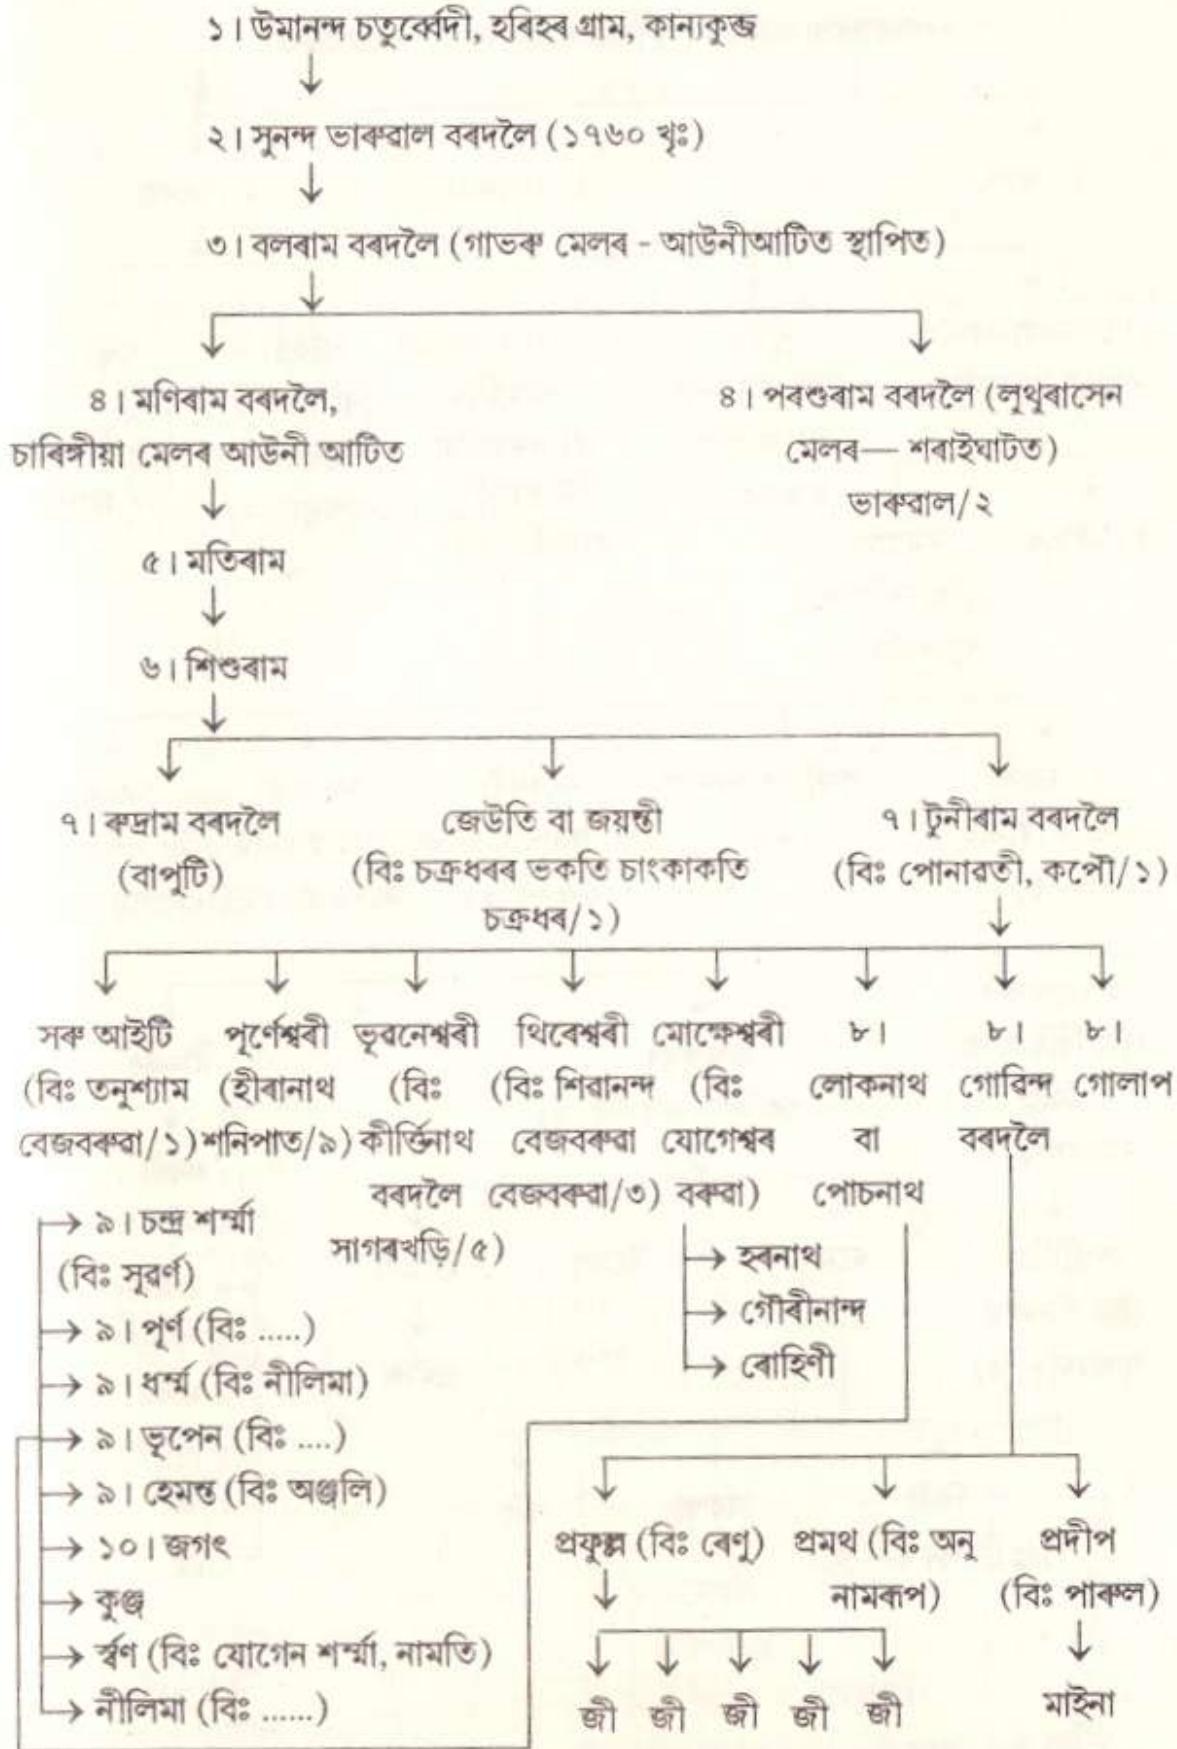 ১। উমানন্দ চতুৰ্ব্বেদী, হৰিহৰ গ্ৰাম, কান্যকুব্জ
২। সুনন্দ ভাৰুৱাল বৰদলৈ (১৭৬০ খৃঃ)
৩। বলৰাম বৰদলৈ (গাভৰু মেলৰ - আউনীআটিত স্থাপিত)
৪। মণিৰাম বৰদলৈ,
চাৰিঙ্গীয়া মেলৰ আউনী আটিত
৪। পৰশুৰাম বৰদলৈ (লুথুৰাসেন
মেলৰ— শৰাইঘাটত)
ভাৰুৱাল/২
৫। মতিৰাম
৬। শিশুৰাম
৭। ৰুদ্ৰাম বৰদলৈ
(বাপুটি)
জেউতি বা জয়ন্তী
(বিঃ চক্ৰধৰৰ ভকতি চাংকাকতি
চক্ৰধৰ/১)
৭। টুনীৰাম বৰদলৈ
(বিঃ পোনাৱতী, কপৌ/১)
সৰু আইটি
(বিঃ তনুশ্যাম
বেজবৰুৱা/১)
পূৰ্ণেশ্বৰী
(হীৰানাথ
শনিপাত/৯)
ভূৱনেশ্বৰী
(বিঃ
কীৰ্ত্তিনাথ
বৰদলৈ
সাগৰখড়ি/৫)
থিৰেশ্বৰী
(বিঃ শিৱানন্দ
বেজবৰুৱা
বেজবৰুৱা/৩)
মোক্ষেশ্বৰী
(বিঃ
যোগেশ্বৰ
বৰুৱা)
৮।
লোকনাথ
বা
পোচনাথ
৮।
গোৱিন্দ
বৰদলৈ
৮।
গোলাপ
৯। চন্দ্ৰ শৰ্ম্মা
(বিঃ সূৱৰ্ণ)
৯। পূৰ্ণ (বিঃ .....)
৯। ধৰ্ম্ম (বিঃ নীলিমা)
৯। ভূপেন (বিঃ ....)
৯। হেমন্ত (বিঃ অঞ্জলি)
১০। জগৎ
কুঞ্জ
ৰ্স্বণ (বিঃ যোগেন শৰ্ম্মা, নামতি)
নীলিমা (বিঃ ......)
হৰনাথ
গৌৰীনান্দ
ৰোহিণী
প্ৰফুল্ল (বিঃ ৰেণু)
প্ৰমথ (বিঃ অনু
নামৰূপ)
প্ৰদীপ
(বিঃ পাৰুল)
জী জী জী জী জী
মাইনা